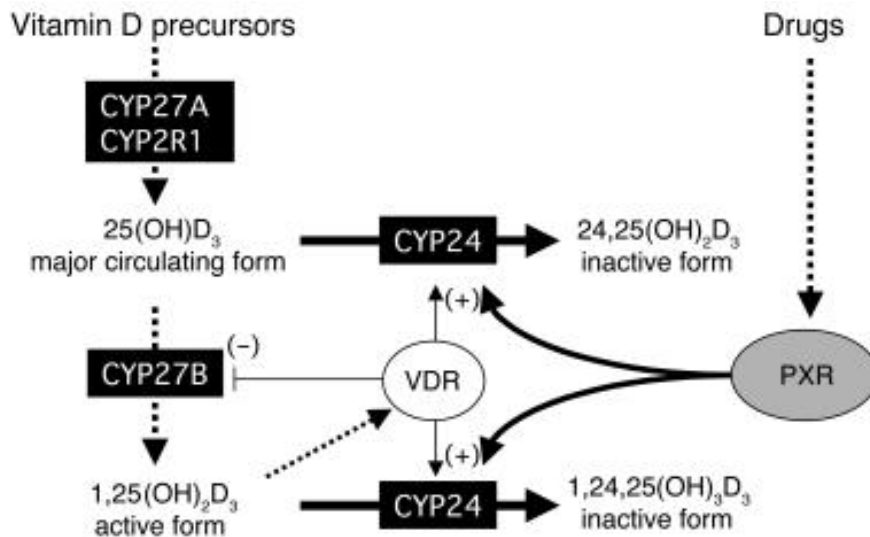 Vitamin D precursors
Drugs
CYP27A
CYP2R1
25(OH)D₃
major circulating form
CYP24
24,25(OH)₂D₃
inactive form
(+)
(−)
CYP27B
VDR
PXR
(+)
1,25(OH)₂D₃
active form
CYP24
1,24,25(OH)₃D₃
inactive form